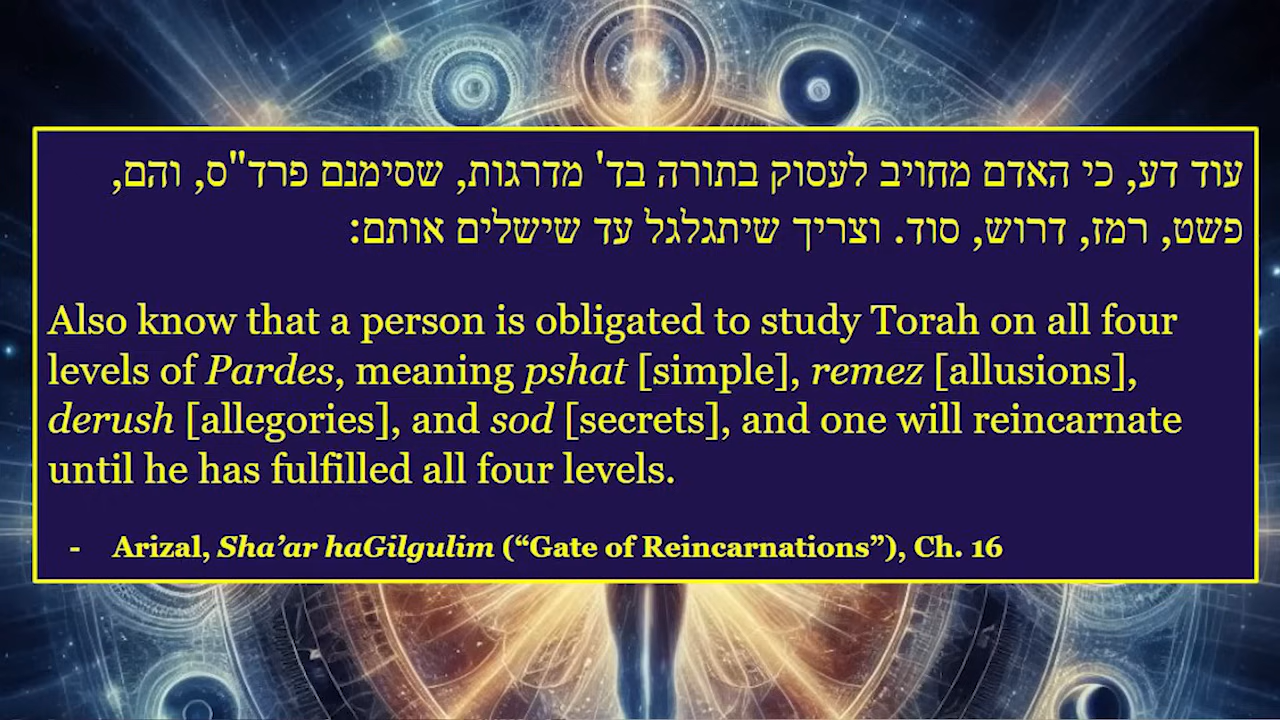 עוד דע, כי האדם מחויב לעסוק בתורה בד' מדרגות, שסימנם פרד"ס, והם,
פשט, רמז, דרוש, סוד. וצריך שיתגלגל עד שישלים אותם:
Also know that a person is obligated to study Torah on all four
levels of Pardes, meaning pshat [simple], remez [allusions],
derush [allegories], and sod [secrets], and one will reincarnate
until he has fulfilled all four levels.
- Arizal, Sha’ar haGilgulim (“Gate of Reincarnations”), Ch. 16